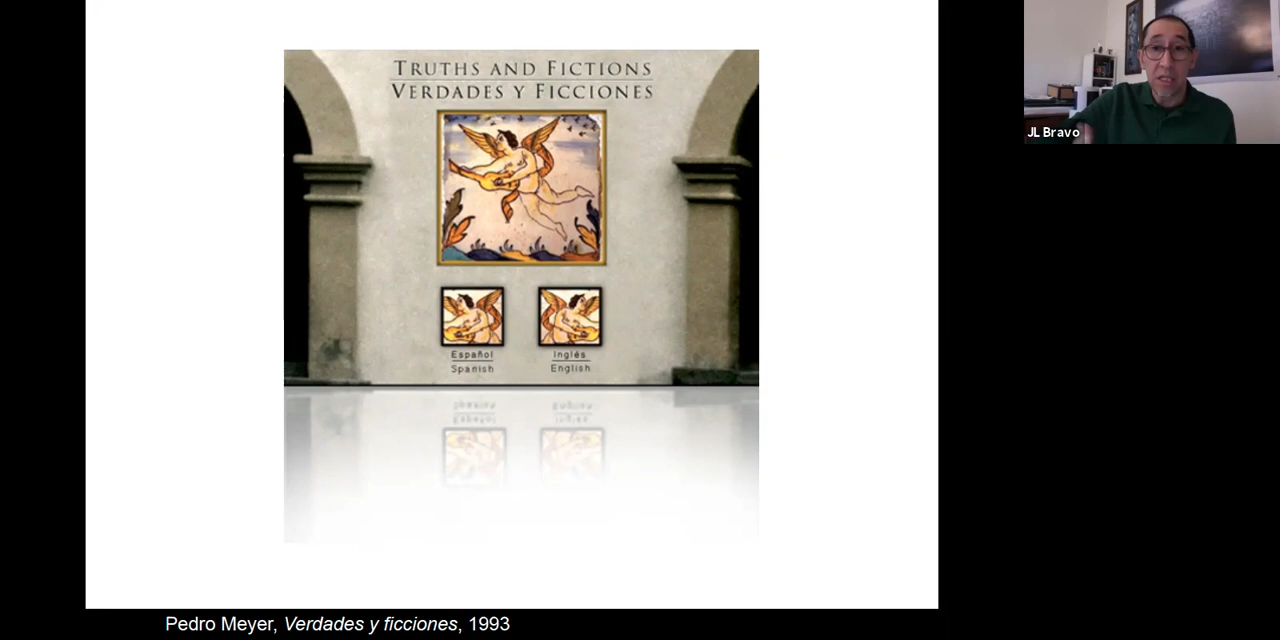 TRUTHS AND FICTIONS
VERDADES Y FICCIONES
Español
Spanish
Inglés
English
JL Bravo
Pedro Meyer, Verdades y ficciones, 1993